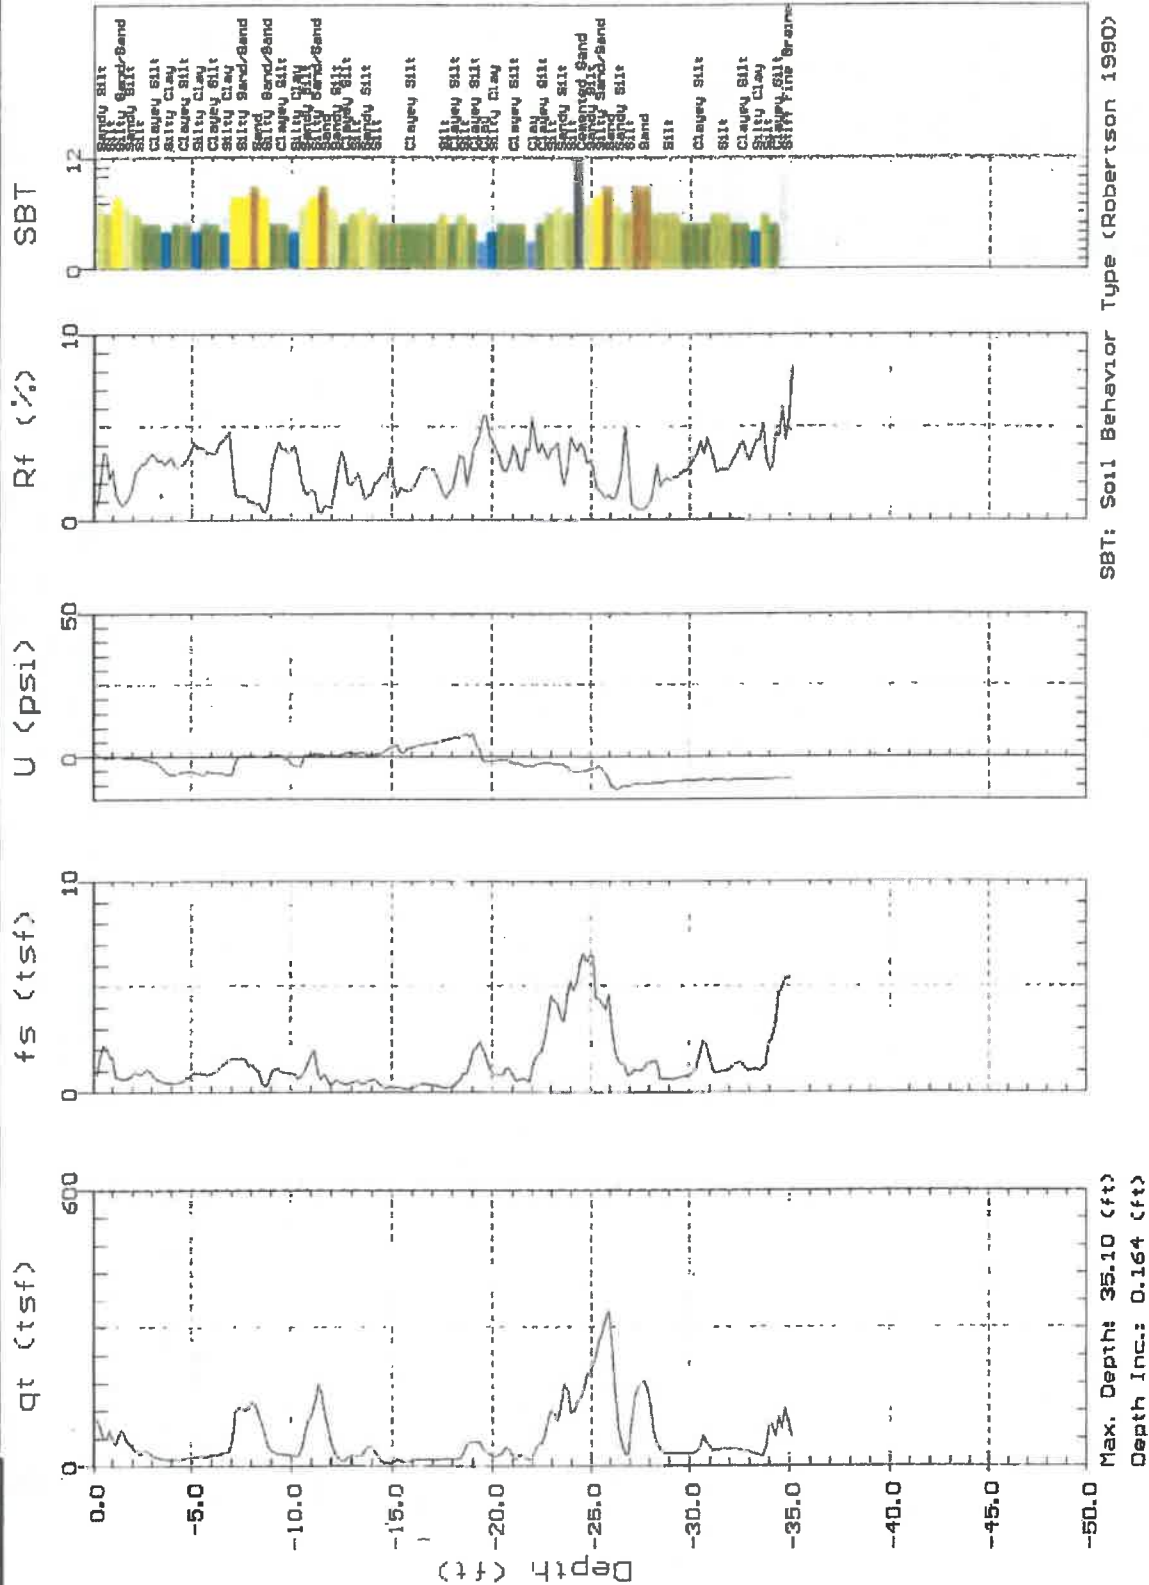 qt (tsf)
600
0
fs (tsf)
10
0
U (psi)
50
0
Rf (%)
10
0
SBT
12
0
Depth (ft)
0.0
-5.0
-10.0
-15.0
-20.0
-25.0
-30.0
-35.0
-40.0
-45.0
-50.0
Sandy Silt
Silty Sand/Sand
Sandy Silt
Silt
Clayey Silt
Silty Clay
Clayey Silt
Silty Clay
Clayey Silt
Silty Clay
Silty Sand/Sand
Sand
Silty Sand/Sand
Clayey Silt
Silty Clay
Sandy Silt
Silty Sand/Sand
Sand
Sandy Silt
Clayey Silt
Silt
Sandy Silt
Silt
Clayey Silt
Silt
Clayey Silt
Silt
Clayey Silt
Clay
Silty Clay
Clayey Silt
Clay
Clayey Silt
Silt
Sandy Silt
Silt
Cemented Sand
Sandy Silt
Silty Sand/Sand
Sand
Sandy Silt
Silt
Sand
Silt
Clayey Silt
Silt
Clayey Silt
Silty Clay
Silt
Clayey Silt
Stiff Fine Grained
Max. Depth: 35.10 (ft)
Depth Inc.: 0.164 (ft)
SBT: Soil Behavior Type (Robertson 1990)